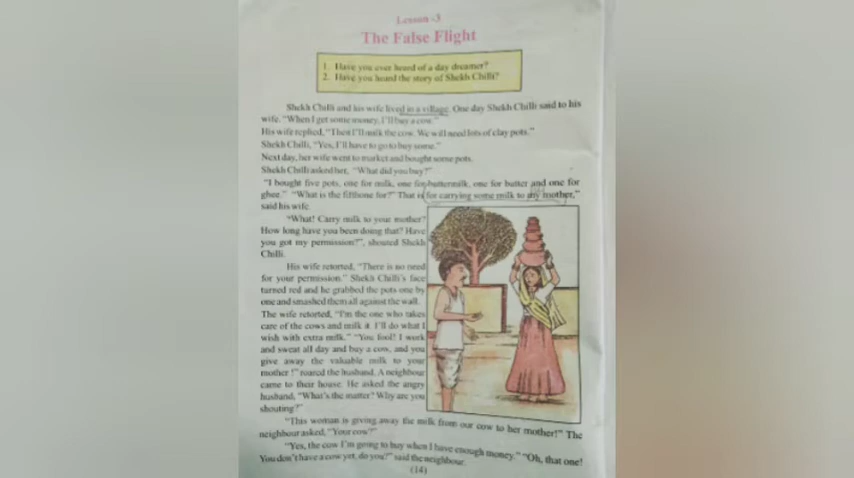 Lesson -3
The False Flight
1. Have you ever heard of a day dreamer?
2. Have you heard the story of Shekh Chilli?
Shekh Chilli and his wife lived in a village. One day Shekh Chilli said to his
wife. "When I get some money, I'll buy a cow."
His wife replied, "Then I'll milk the cow. We will need lots of clay pots."
Shekh Chilli, "Yes, I'll have to go to buy some."
Next day, her wife went to market and bought some pots.
Shekh Chilli asked her, "What did you buy?"
"I bought five pots, one for milk, one for buttermilk, one for butter and one for
ghee." "What is the fifth one for?" That is for carrying some milk to my mother,"
said his wife.
"What! Carry milk to your mother?
How long have you been doing that? Have
you got my permission?", shouted Shekh
Chilli.
His wife retorted, "There is no need
for your permission." Shekh Chilli's face
turned red and he grabbed the pots one by
one and smashed them all against the wall.
The wife retorted, "I'm the one who takes
care of the cows and milk it. I'll do what I
wish with extra milk." "You fool! I work
and sweat all day and buy a cow, and you
give away the valuable milk to your
mother !" roared the husband. A neighbour
came to their house. He asked the angry
husband, "What's the matter? Why are you
shouting?"
"This woman is giving away the milk from our cow to her mother!" The
neighbour asked, "Your cow?"
"Yes, the cow I'm going to buy when I have enough money." "Oh, that one!
You don't have a cow yet, do you?" said the neighbour.
(14)